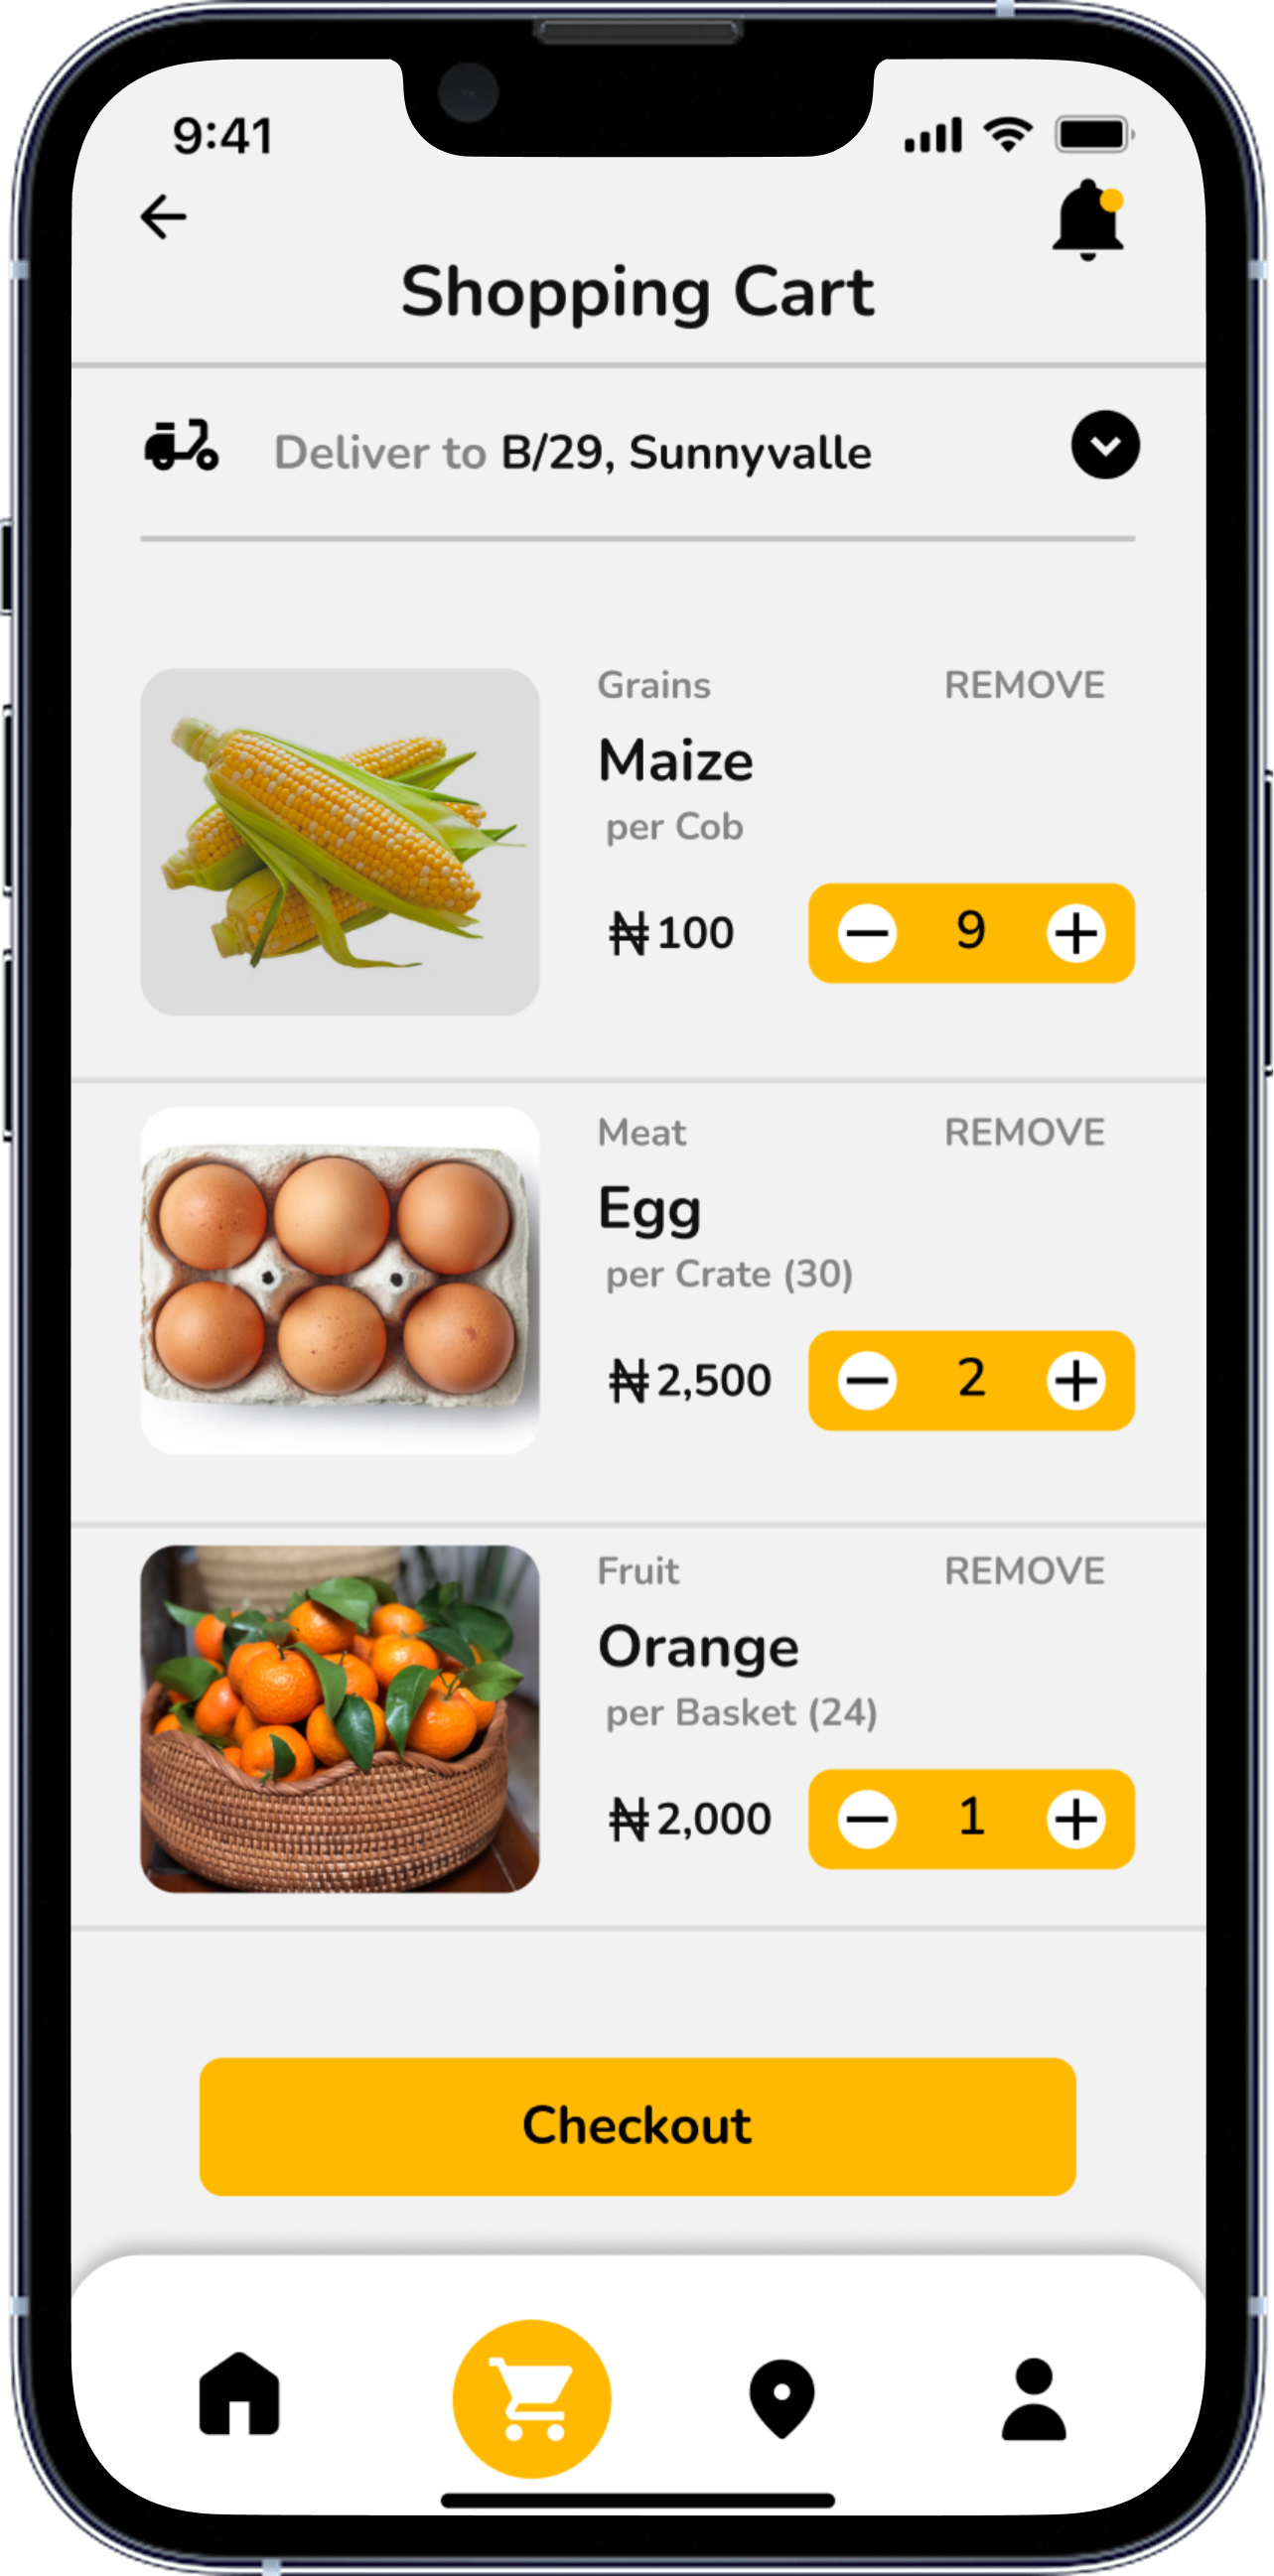 9:41
Shopping Cart
Deliver to B/29, Sunnyvalle
Grains REMOVE
Maize
per Cob
₦100 9
Meat REMOVE
Egg
per Crate (30)
₦2,500 2
Fruit REMOVE
Orange
per Basket (24)
₦2,000 1
Checkout